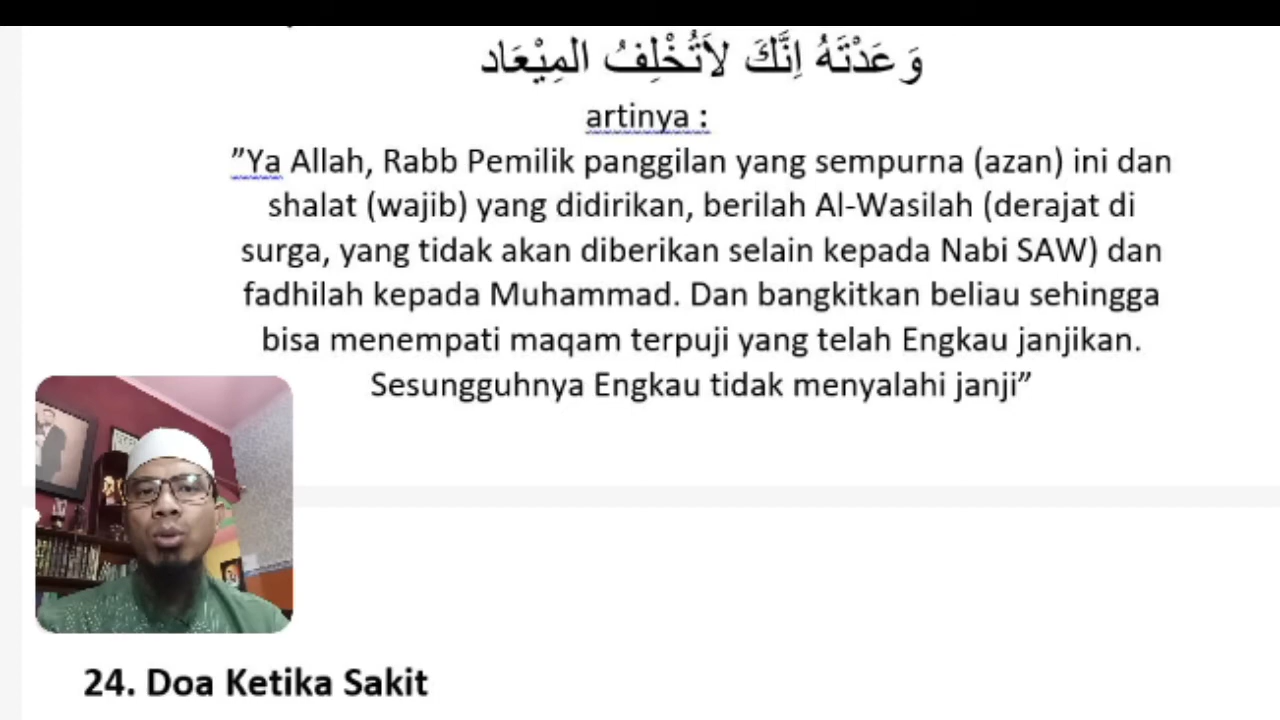 وَعَدْتَهُ إِنَّكَ لاَتُخْلِفُ المِيْعَاد
artinya :
”Ya Allah, Rabb Pemilik panggilan yang sempurna (azan) ini dan
shalat (wajib) yang didirikan, berilah Al-Wasilah (derajat di
surga, yang tidak akan diberikan selain kepada Nabi SAW) dan
fadhilah kepada Muhammad. Dan bangkitkan beliau sehingga
bisa menempati maqam terpuji yang telah Engkau janjikan.
Sesungguhnya Engkau tidak menyalahi janji”
24. Doa Ketika Sakit